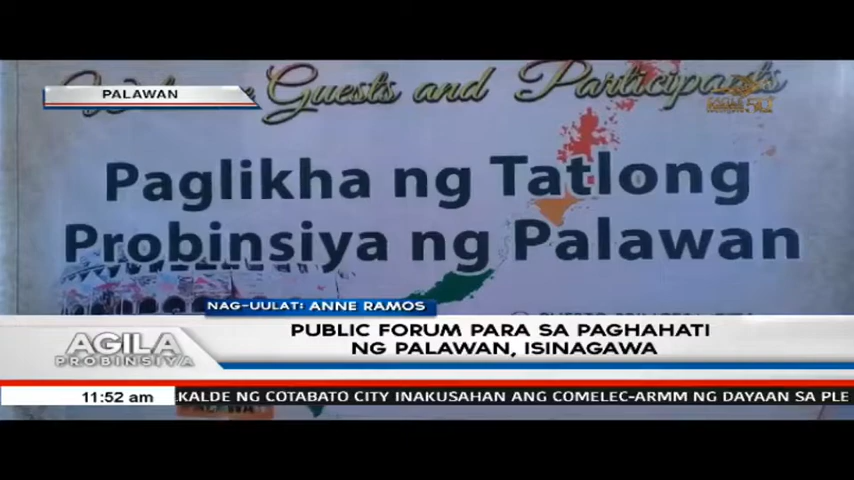 Guests and Participants
PALAWAN
Paglikha ng Tatlong
Probinsiya ng Palawan
NAG-UULAT: ANNE RAMOS
PUBLIC FORUM PARA SA PAGHAHATI
NG PALAWAN, ISINAGAWA
AGILA
PROBINSIYA
11:52 am
.KALDE NG COTABATO CITY INAKUSAHAN ANG COMELEC-ARMM NG DAYAAN SA PLE